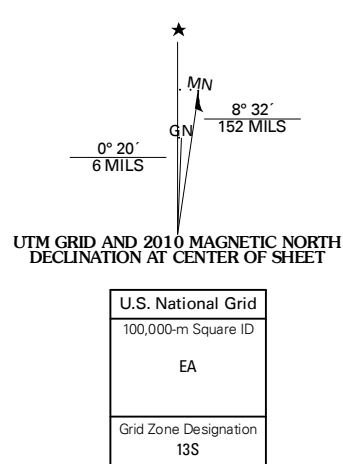 MN
8° 32´
152 MILS
GN
0° 20´
6 MILS
UTM GRID AND 2010 MAGNETIC NORTH
DECLINATION AT CENTER OF SHEET
U.S. National Grid
100,000-m Square ID
EA
Grid Zone Designation
13S